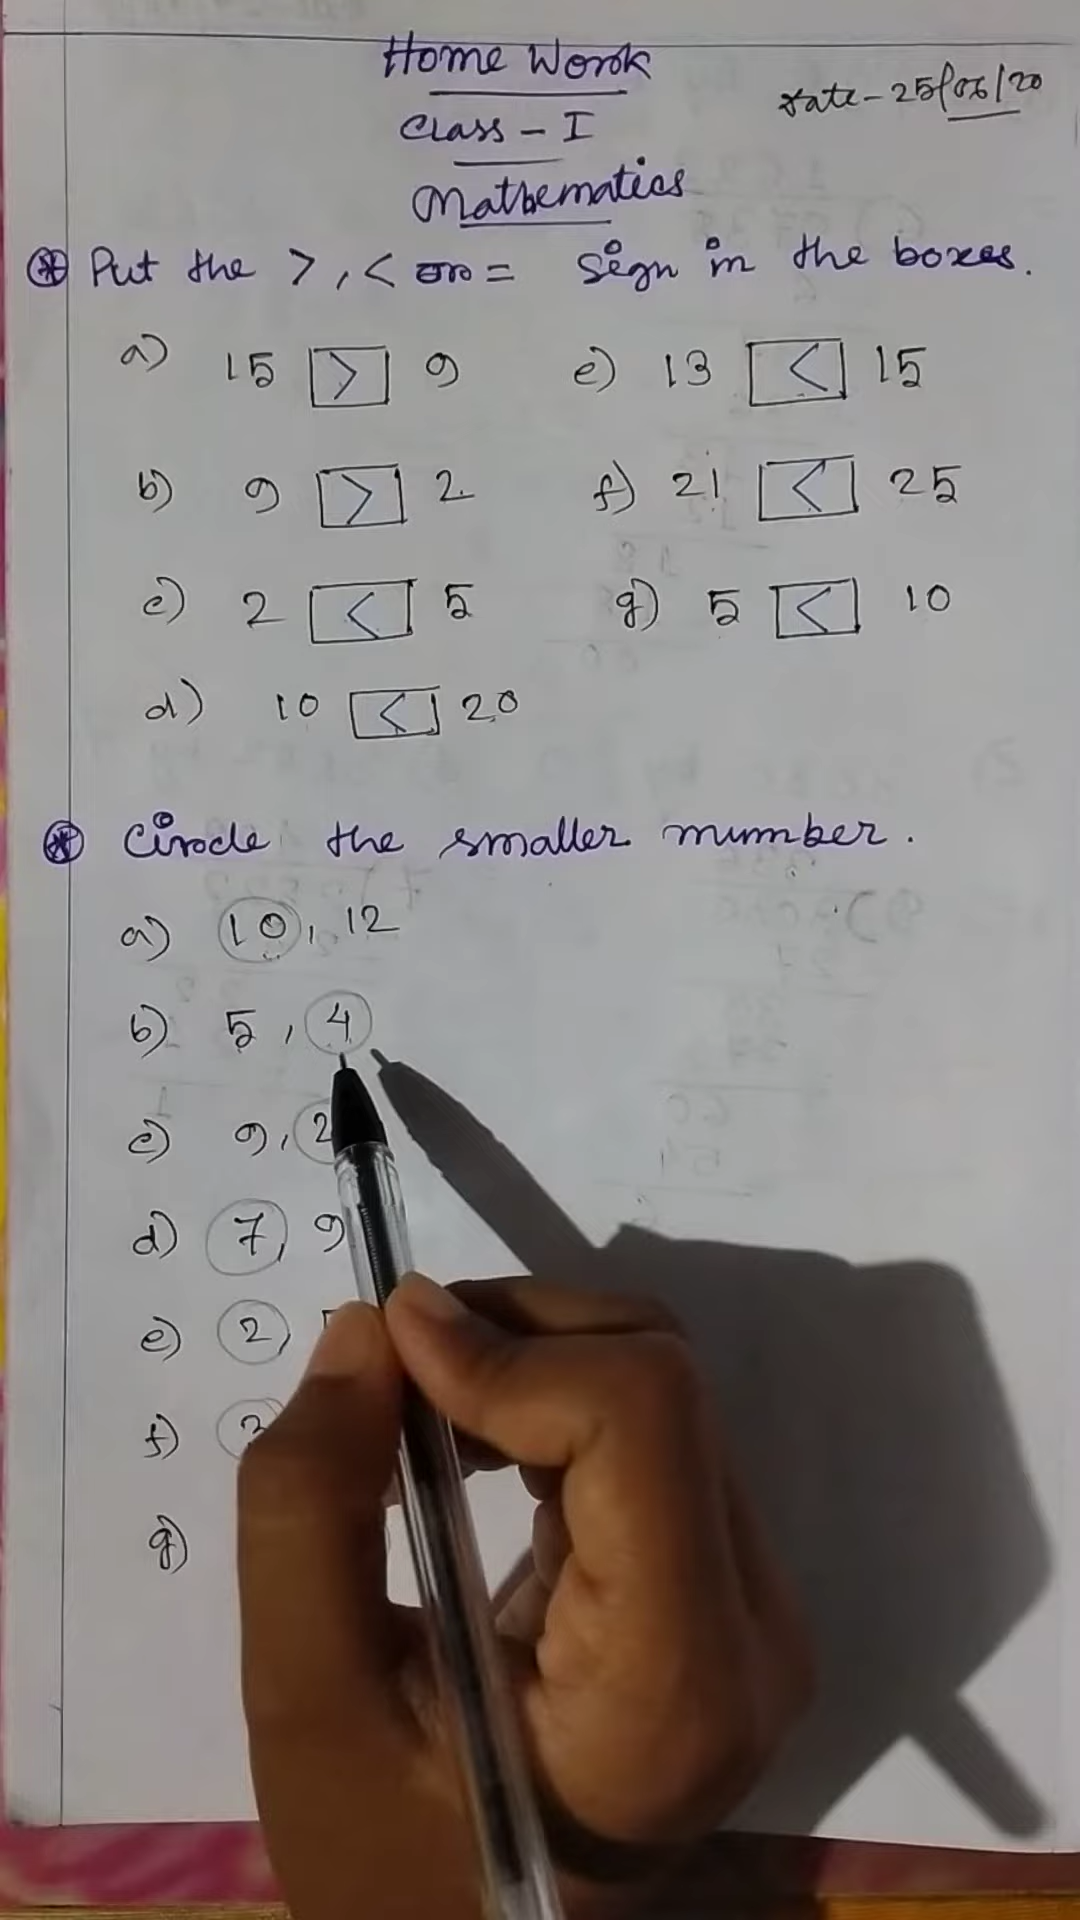 Home Work
Date - 25/06/20
Class - I
Mathematics
Put the >, < or = sign in the boxes.
a) 15 > 9 e) 13 < 15
b) 9 > 2 f) 21 < 25
c) 2 < 5 g) 5 < 10
d) 10 < 20
Circle the smaller number.
a) 10, 12
b) 5, 4
c) 9, 2
d) 7, 9
e) 2,
f) 3
g)